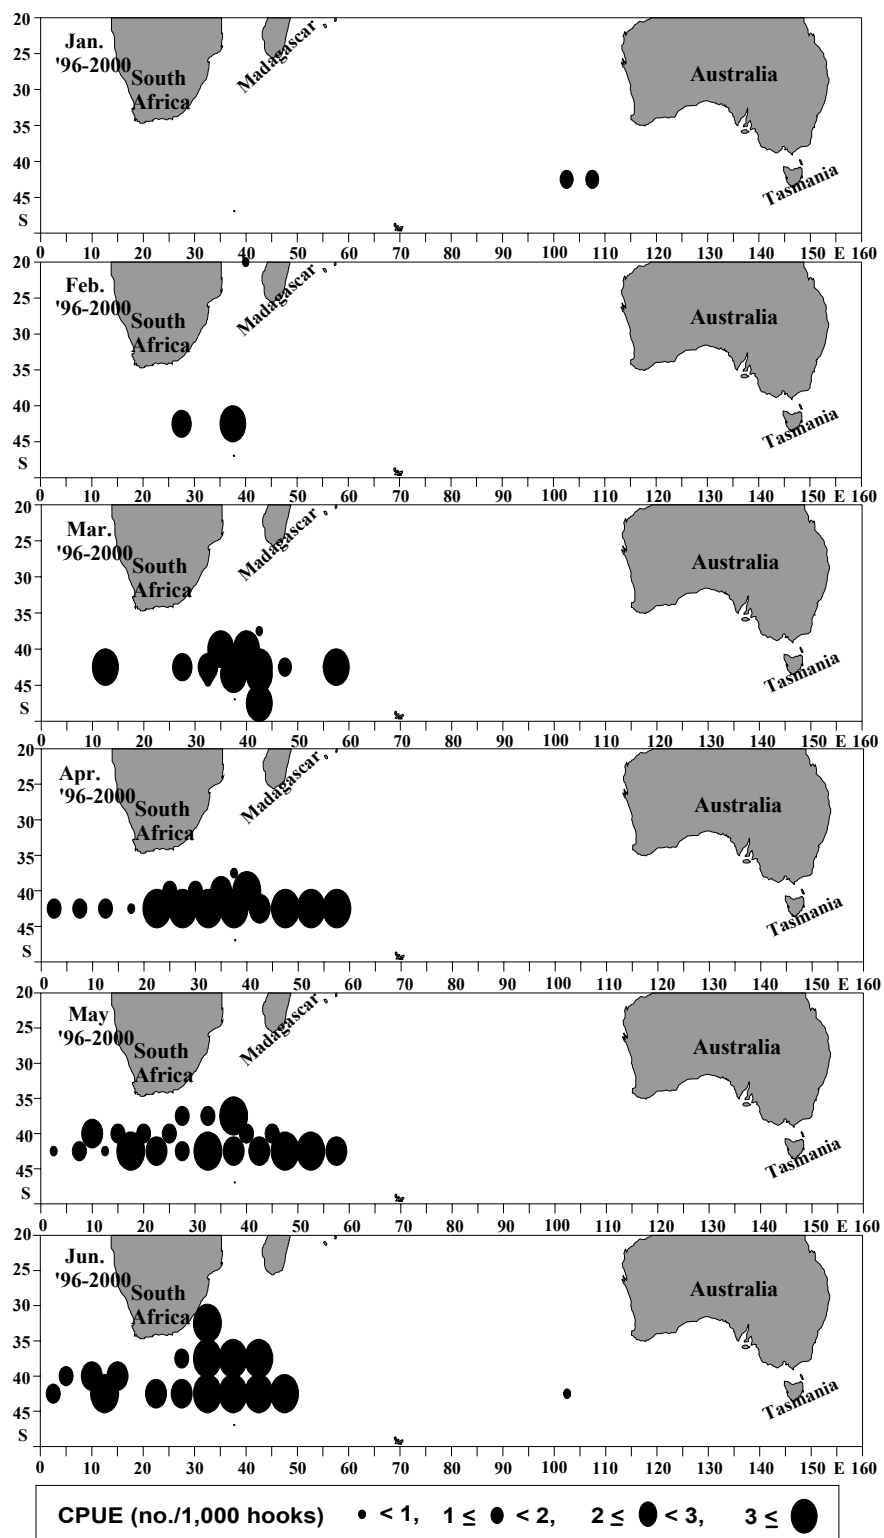 20
25
30
35
40
45
S
Jan.
'96-2000
South
Africa
Madagascar
Australia
Tasmania
0 10 20 30 40 50 60 70 80 90 100 110 120 130 140 150 E 160
20
25
30
35
40
45
S
Feb.
'96-2000
South
Africa
Madagascar
Australia
Tasmania
0 10 20 30 40 50 60 70 80 90 100 110 120 130 140 150 E 160
20
25
30
35
40
45
S
Mar.
'96-2000
South
Africa
Madagascar
Australia
Tasmania
0 10 20 30 40 50 60 70 80 90 100 110 120 130 140 150 E 160
20
25
30
35
40
45
S
Apr.
'96-2000
South
Africa
Madagascar
Australia
Tasmania
0 10 20 30 40 50 60 70 80 90 100 110 120 130 140 150 E 160
20
25
30
35
40
45
S
May
'96-2000
South
Africa
Madagascar
Australia
Tasmania
0 10 20 30 40 50 60 70 80 90 100 110 120 130 140 150 E 160
20
25
30
35
40
45
S
Jun.
'96-2000
South
Africa
Australia
Tasmania
0 10 20 30 40 50 60 70 80 90 100 110 120 130 140 150 E 160
CPUE (no./1,000 hooks) < 1, 1 ≤ < 2, 2 ≤ < 3, 3 ≤